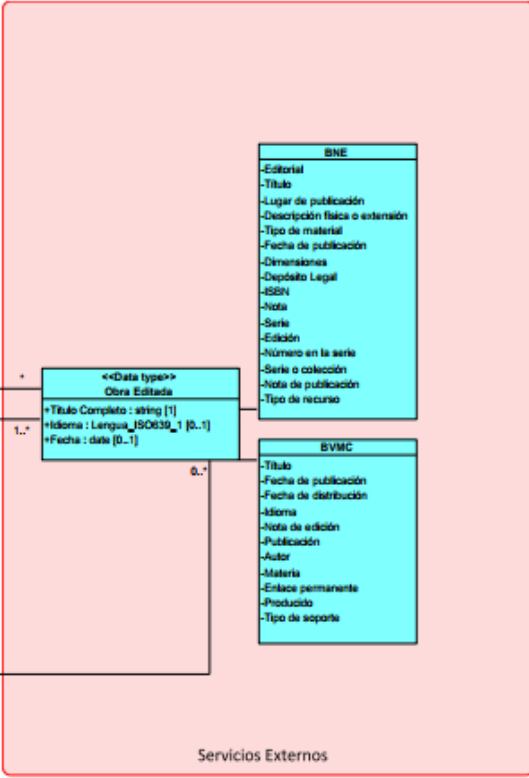 BNE
-Editorial
-Título
-Lugar de publicación
-Descripción física o extensión
-Tipo de material
-Fecha de publicación
-Dimensiones
-Depósito Legal
-ISBN
-Nota
-Serie
-Edición
-Número en la serie
-Serie o colección
-Nota de publicación
-Tipo de recurso
*
<<Data type>>
Obra Editada
+Titulo Completo : string [1]
+Idioma : Lengua_ISO639_1 [0..1]
+Fecha : date [0..1]
1..*
0..*
BVMC
-Título
-Fecha de publicación
-Fecha de distribución
-Idioma
-Nota de edición
-Publicación
-Autor
-Materia
-Enlace permanente
-Producido
-Tipo de soporte
Servicios Externos